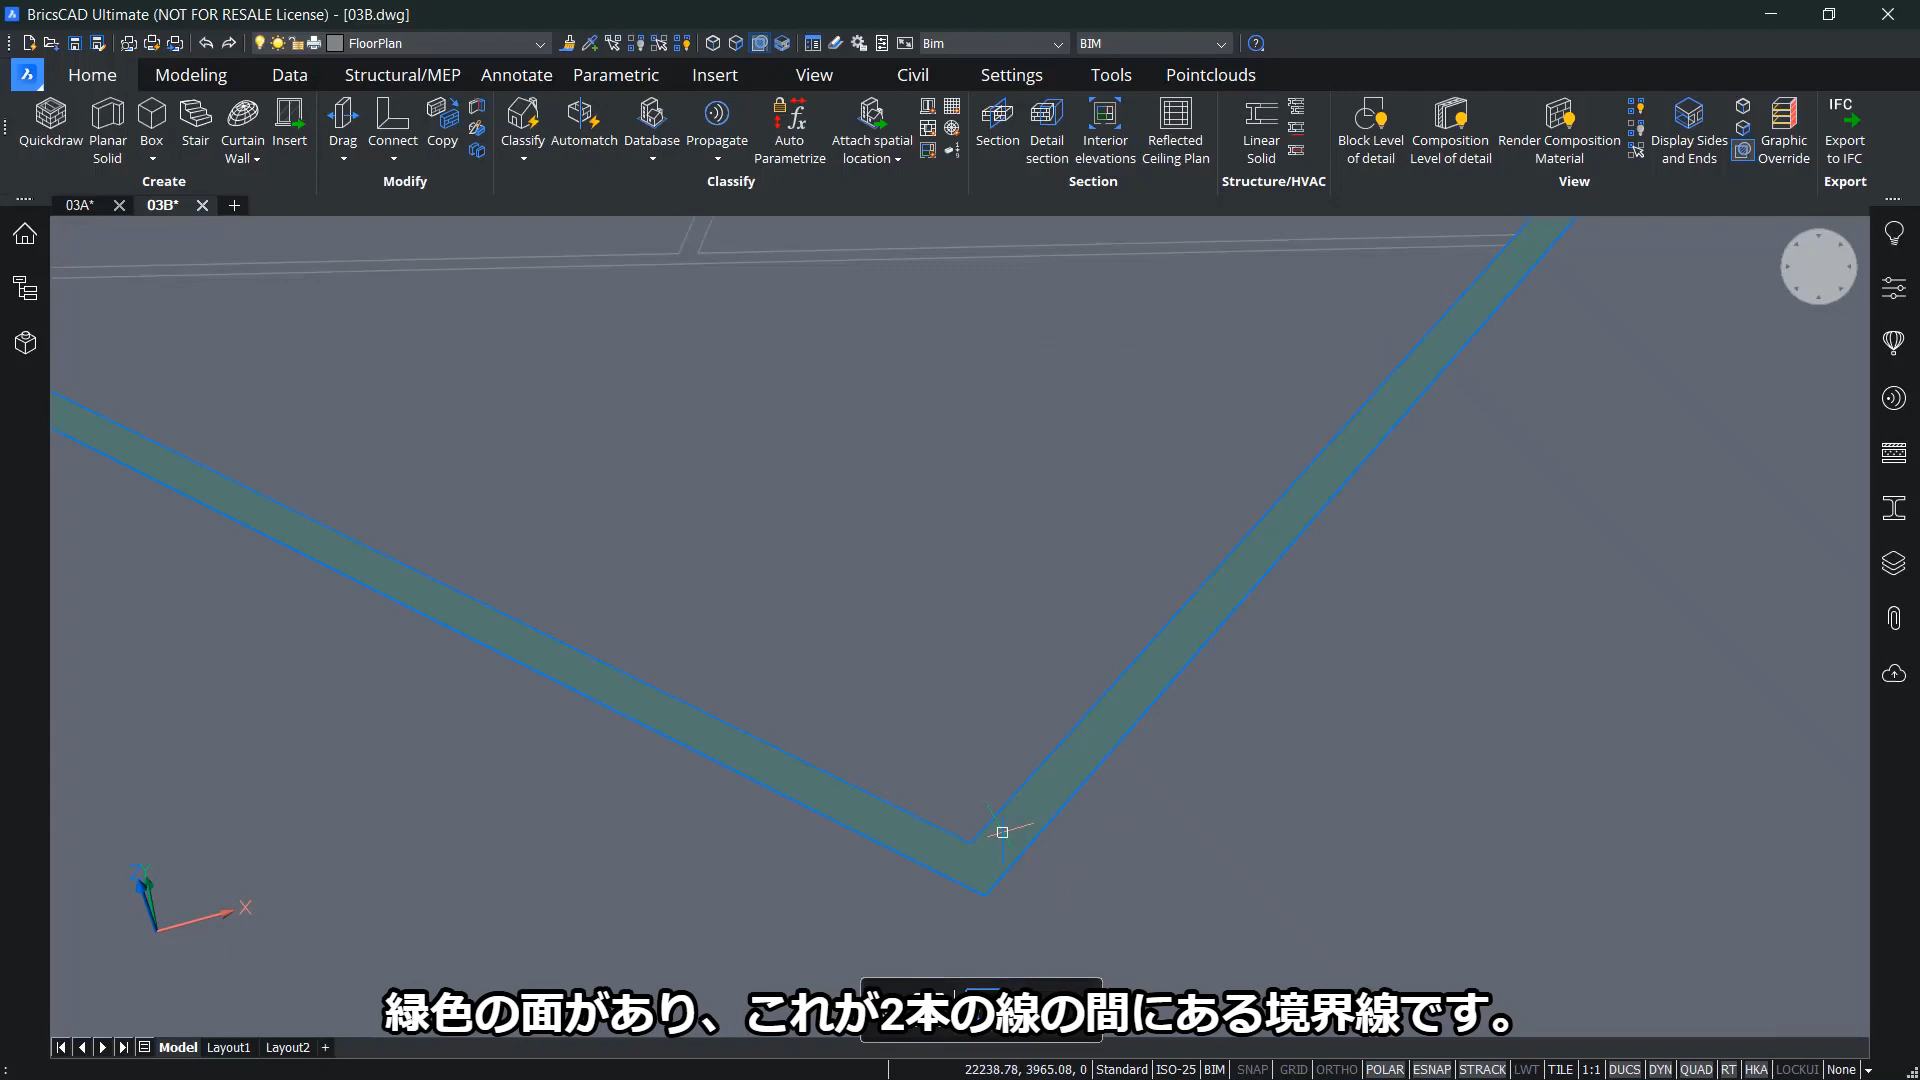 BricsCAD Ultimate (NOT FOR RESALE License) - [03B.dwg]
FloorPlan
Bim
BIM
Home Modeling Data Structural/MEP Annotate Parametric Insert View Civil Settings Tools Pointclouds
Quickdraw
Planar Solid
Box
Stair
Curtain Wall
Insert
Create
Drag
Connect
Copy
Modify
Classify
Automatch
Database
Propagate
Auto Parametrize
Attach spatial location
Classify
Section
Detail section
Interior elevations
Reflected Ceiling Plan
Section
Linear Solid
Structure/HVAC
Block Level of detail
Composition Level of detail
Render Composition Material
Display Sides and Ends
Graphic Override
View
IFC
Export to IFC
Export
03A*
03B*
X
緑色の面があり、これが2本の線の間にある境界線です。
Model Layout1 Layout2 +
22238.78, 3965.08, 0 Standard ISO-25 BIM SNAP GRID ORTHO POLAR ESNAP STRACK LWT TILE 1:1 DUCS DYN QUAD RT HKA LOCKUI None